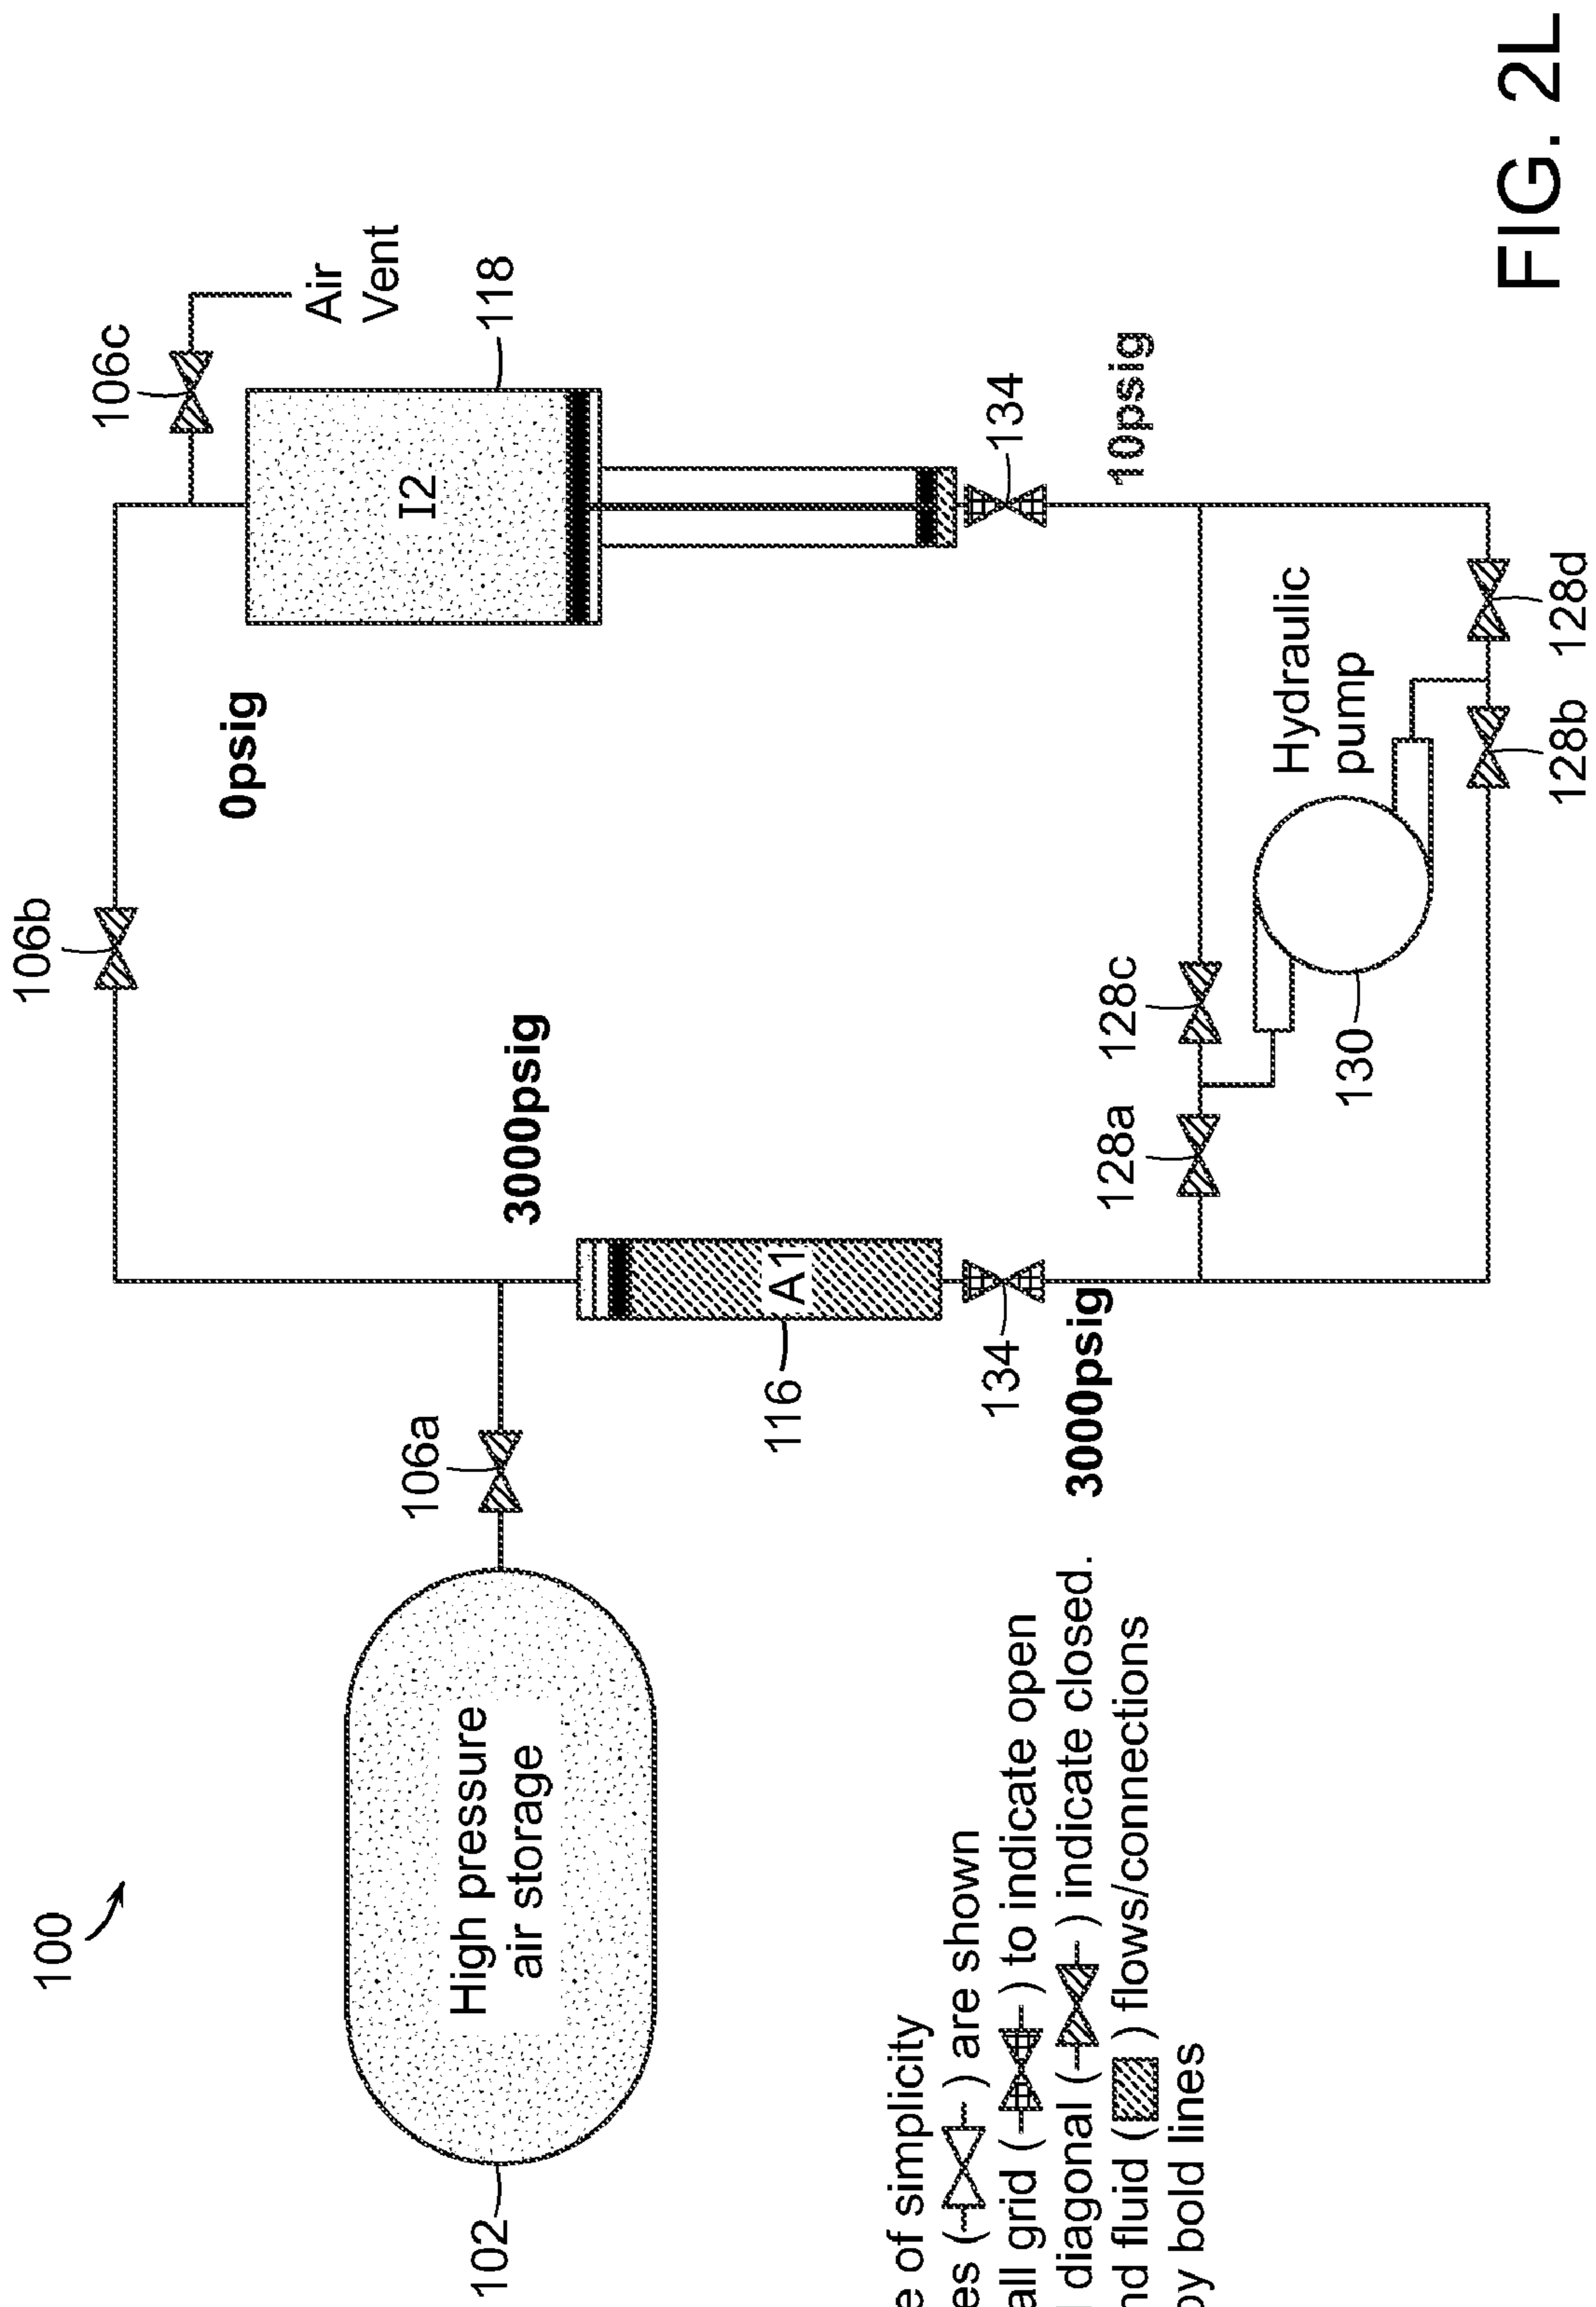 100
102
High pressure
air storage
106a
106b
106c
Air
Vent
0psig
I2
118
3000psig
A1
116
134
3000psig
134
10psig
128a
128c
Hydraulic
pump
130
128b
128d
of simplicity
) are shown
all grid ( ) to indicate open
diagonal ( ) indicate closed.
fluid ( ) flows/connections
by bold lines
FIG. 2L